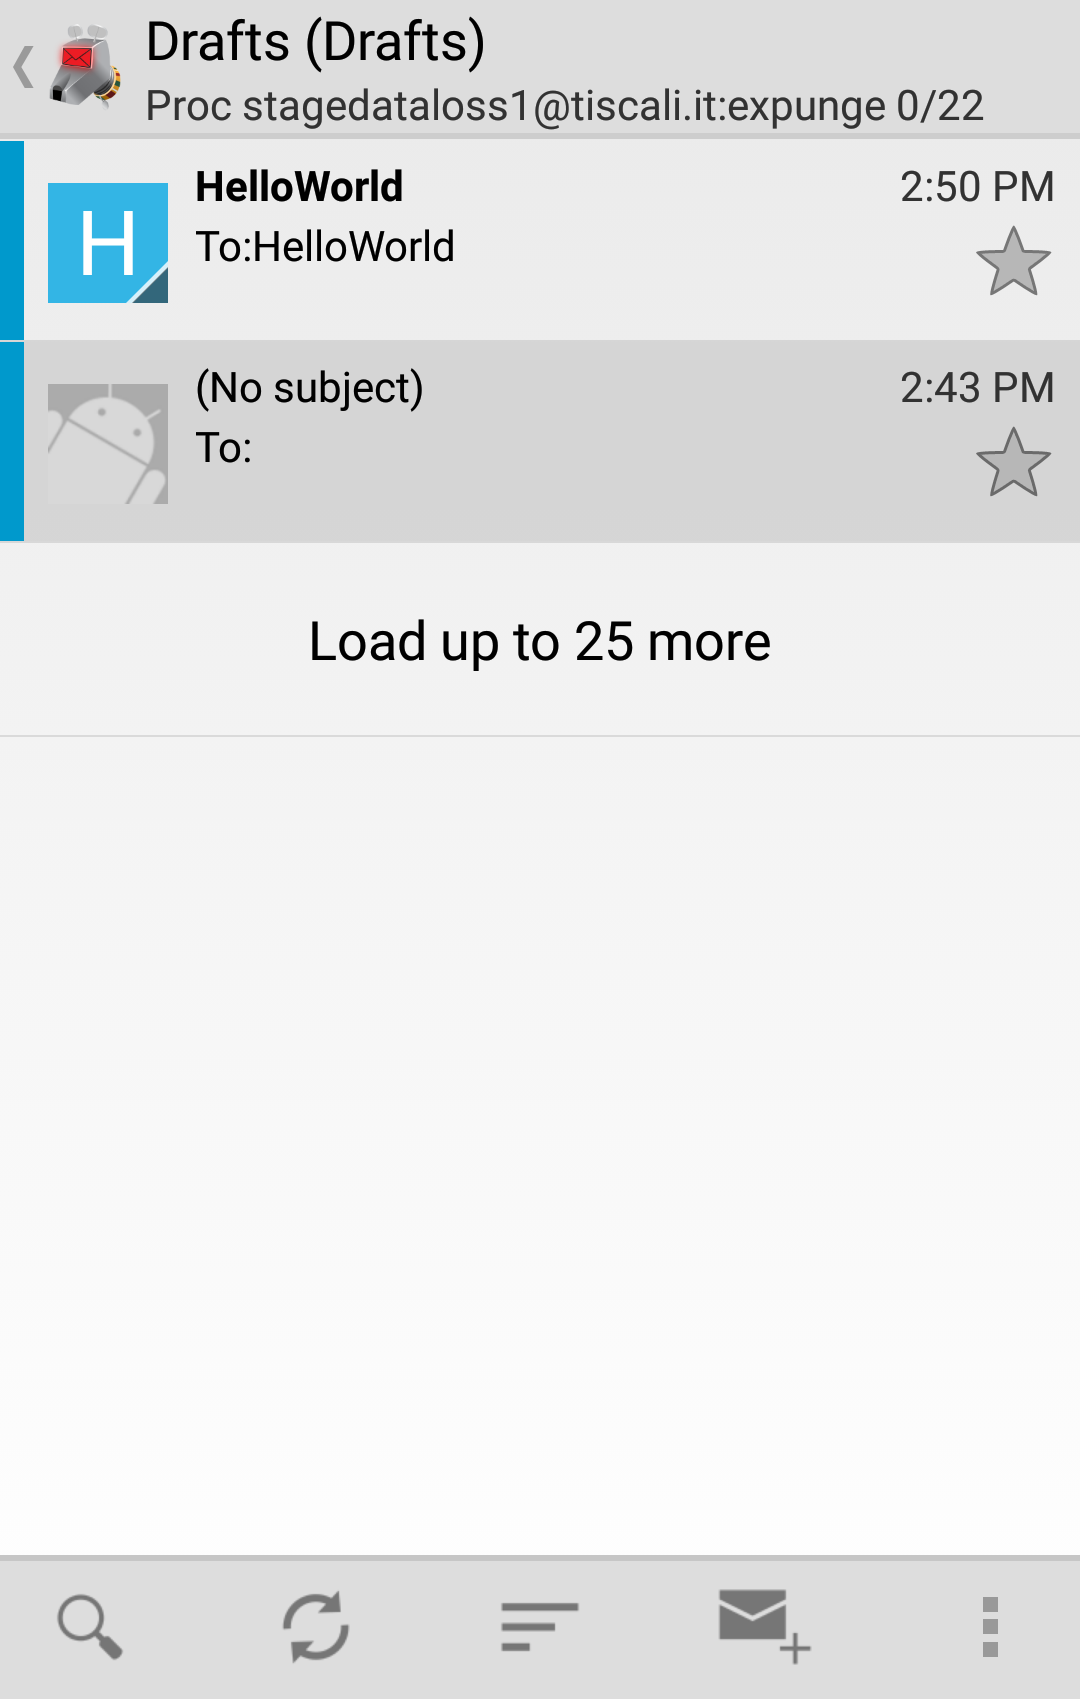 Drafts (Drafts)
Proc stagedataloss1@tiscali.it:expunge 0/22
HelloWorld 2:50 PM
H
To:HelloWorld
(No subject) 2:43 PM
To:
Load up to 25 more